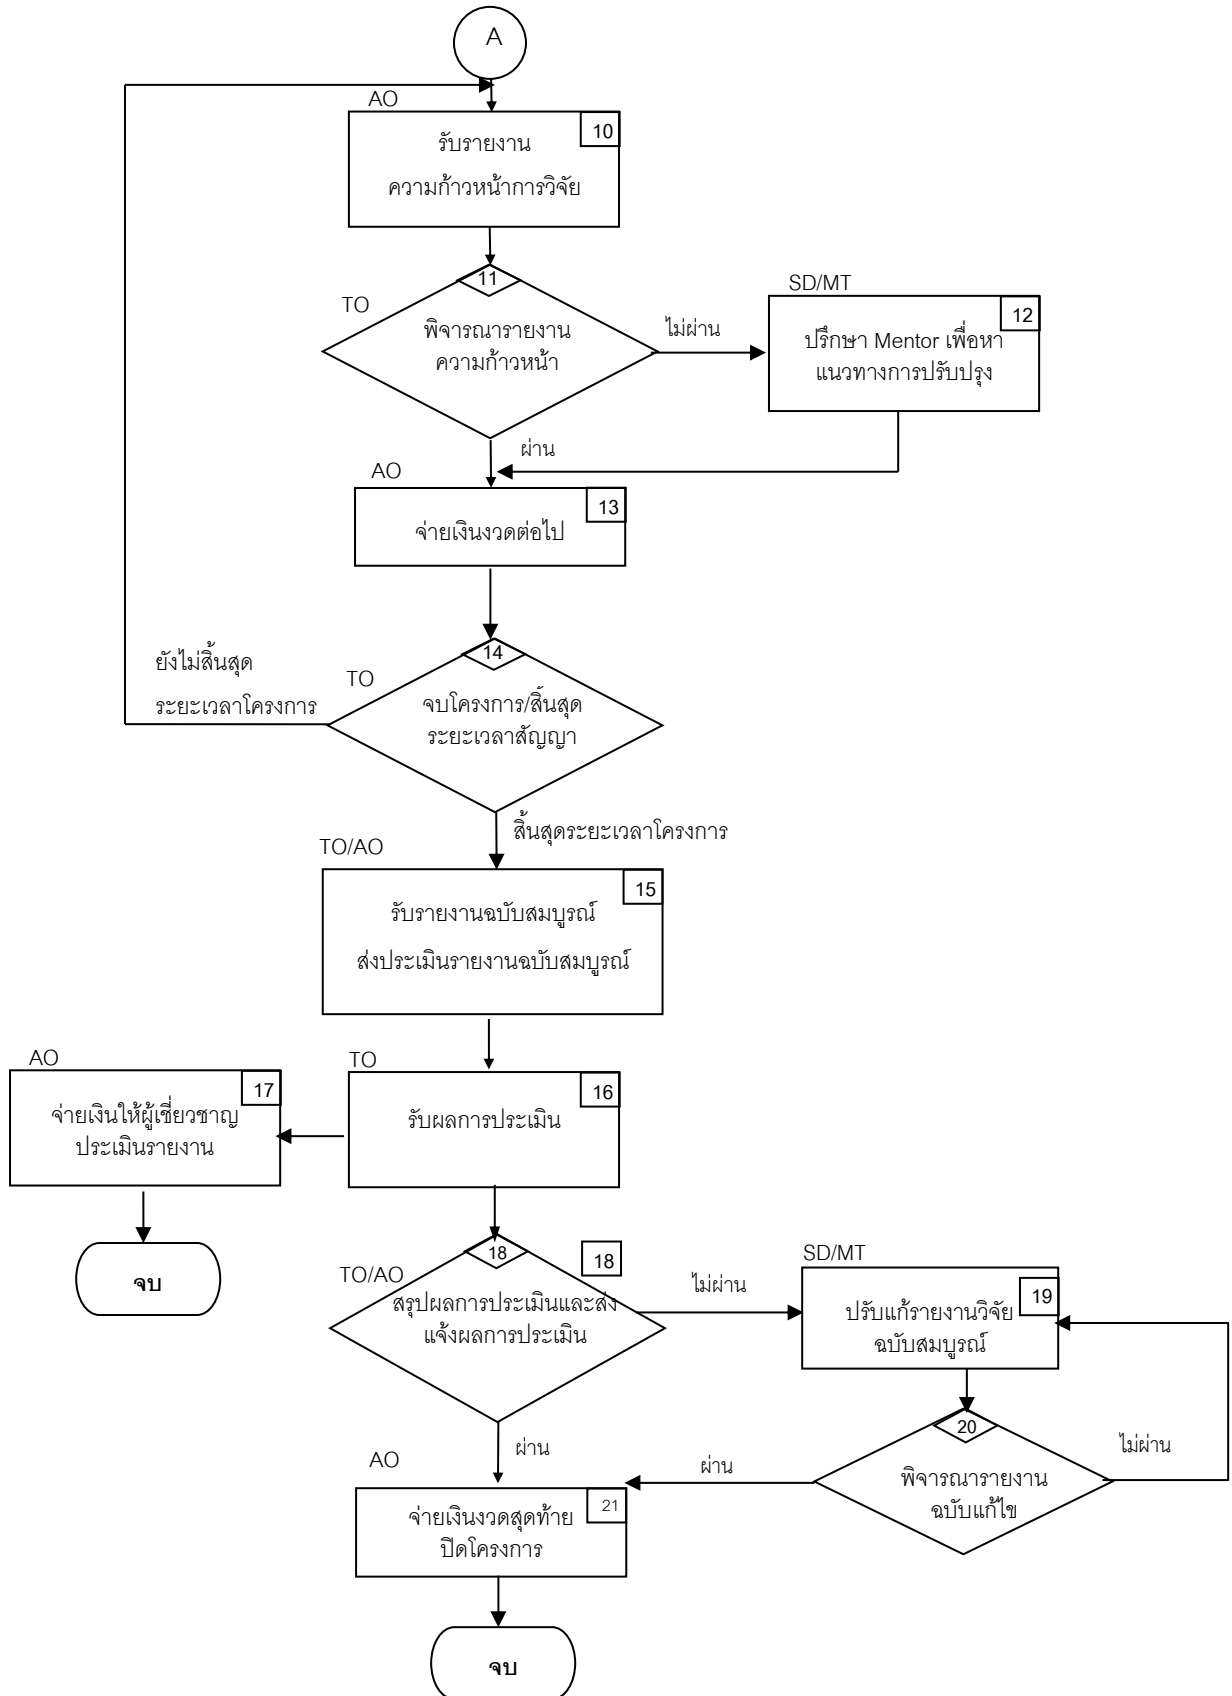 A
AO
10
รับรายงาน
ความก้าวหน้าการวิจัย
11
TO
พิจารณารายงาน
ความก้าวหน้า
ไม่ผ่าน
SD/MT
12
ปรึกษา Mentor เพื่อหา
แนวทางการปรับปรุง
ผ่าน
AO
13
จ่ายเงินงวดต่อไป
14
ยังไม่สิ้นสุด
ระยะเวลาโครงการ
TO
จบโครงการ/สิ้นสุด
ระยะเวลาสัญญา
สิ้นสุดระยะเวลาโครงการ
TO/AO
15
รับรายงานฉบับสมบูรณ์
ส่งประเมินรายงานฉบับสมบูรณ์
AO
17
จ่ายเงินให้ผู้เชี่ยวชาญ
ประเมินรายงาน
จบ
TO
16
รับผลการประเมิน
18
18
TO/AO
สรุปผลการประเมินและส่ง
แจ้งผลการประเมิน
ไม่ผ่าน
SD/MT
19
ปรับแก้รายงานวิจัย
ฉบับสมบูรณ์
20
พิจารณารายงาน
ฉบับแก้ไข
ไม่ผ่าน
ผ่าน
ผ่าน
AO
21
จ่ายเงินงวดสุดท้าย
ปิดโครงการ
จบ